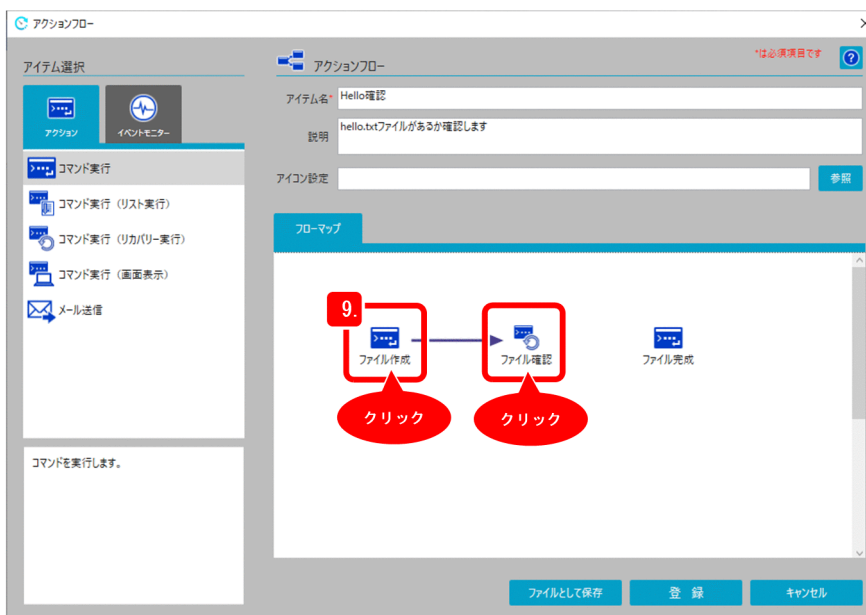 アクションフロー
アイテム選択
アクション
イベントモニター
コマンド実行
コマンド実行（リスト実行）
コマンド実行（リカバリー実行）
コマンド実行（画面表示）
メール送信
コマンドを実行します。
アクションフロー
*は必須項目です
?
アイテム名* Hello確認
説明 hello.txtファイルがあるか確認します
アイコン設定 参照
フローマップ
9.
ファイル作成 ファイル確認 ファイル完成
クリック クリック
ファイルとして保存 登 録 キャンセル